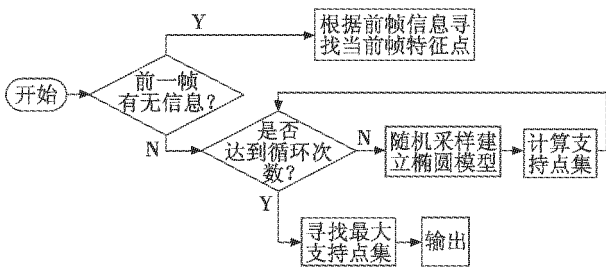 Y
根据前帧信息寻
找当前帧特征点
开始
前一帧
有无信息?
N
是否
达到循环次
数?
N
随机采样建
立椭圆模型
计算支
持点集
Y
寻找最大
支持点集
输出